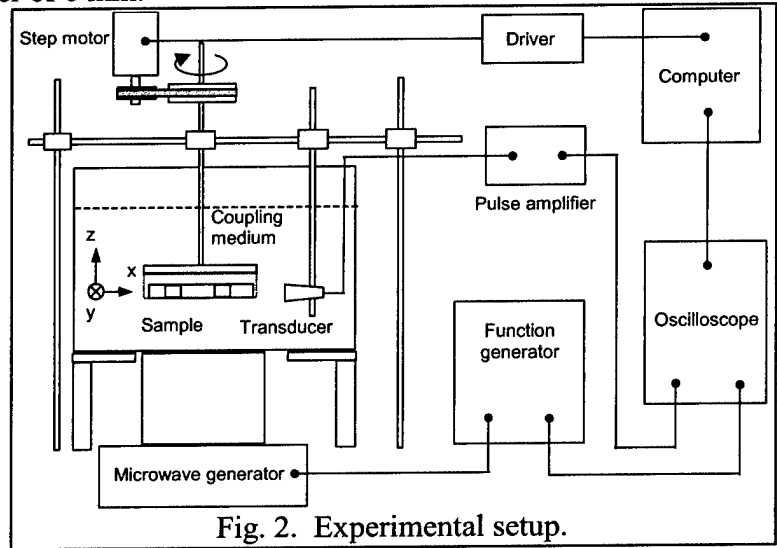 Step motor
Driver
Computer
Pulse amplifier
Coupling
medium
z
x
y
Sample
Transducer
Function
generator
Oscilloscope
Microwave generator
Fig. 2. Experimental setup.